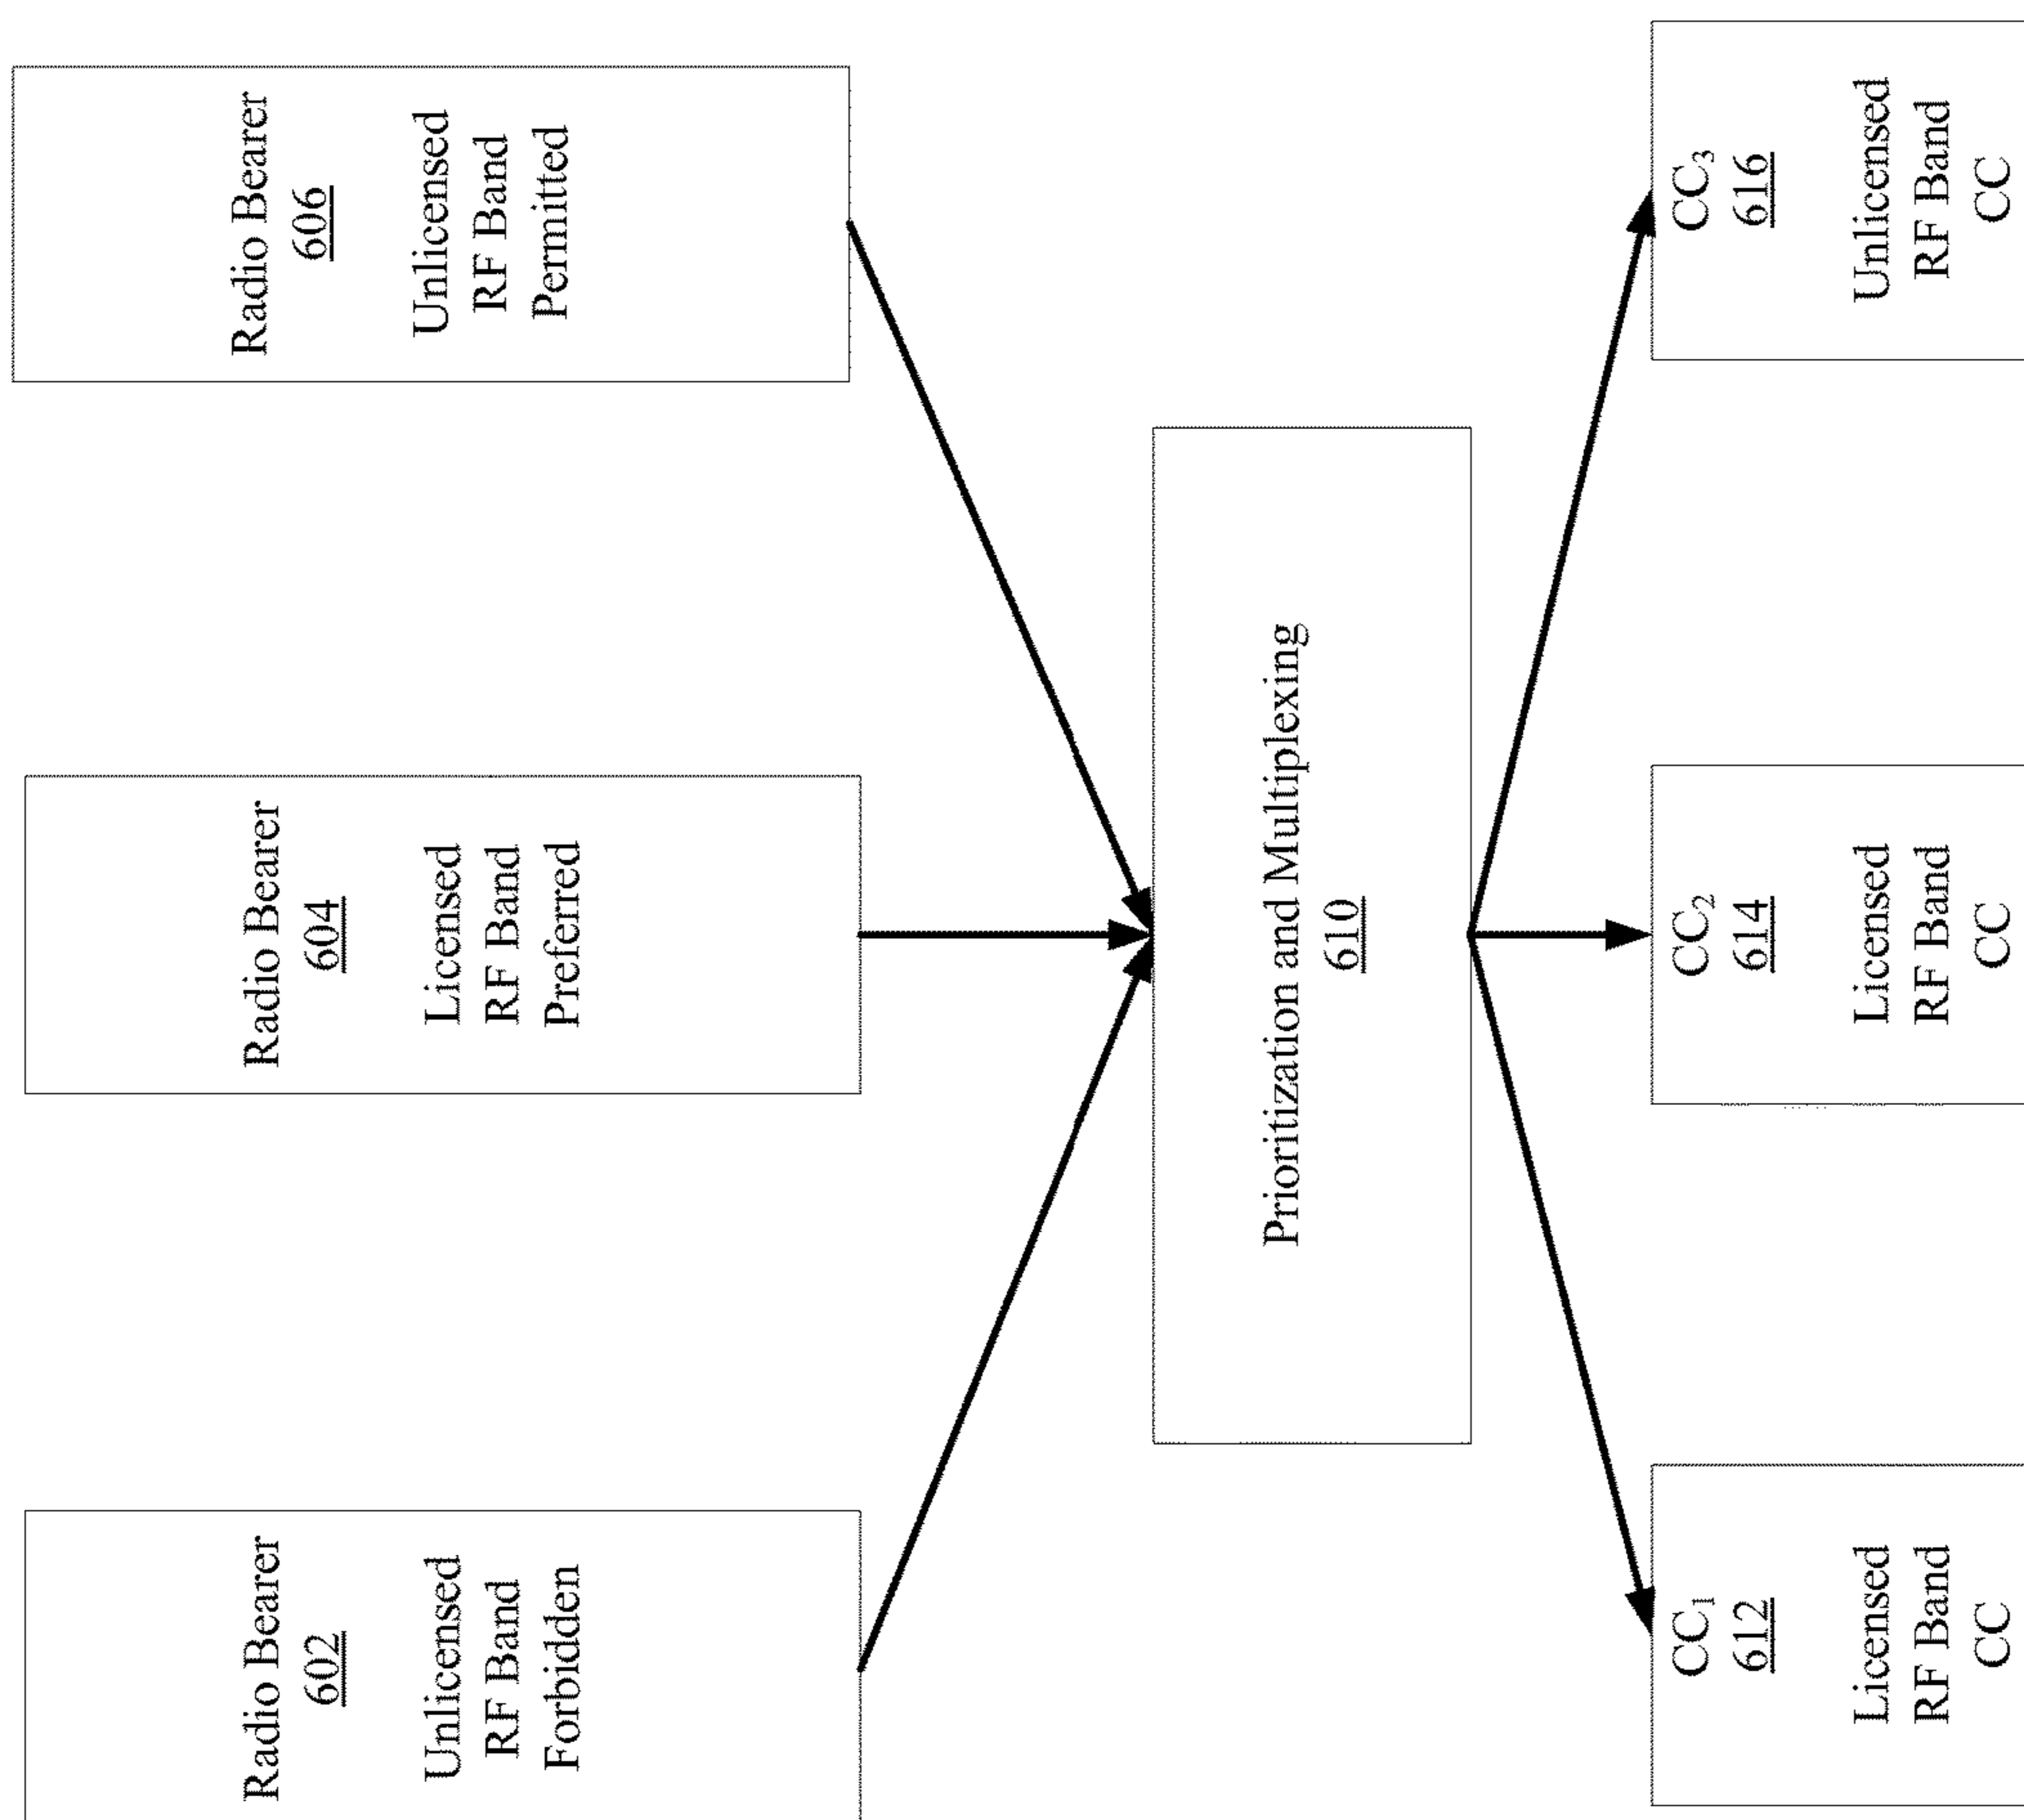 Radio Bearer
602
Unlicensed
RF Band
Forbidden
Radio Bearer
604
Licensed
RF Band
Preferred
Radio Bearer
606
Unlicensed
RF Band
Permitted
Prioritization and Multiplexing
610
CC₁
612
Licensed
RF Band
CC
CC₂
614
Licensed
RF Band
CC
CC₃
616
Unlicensed
RF Band
CC